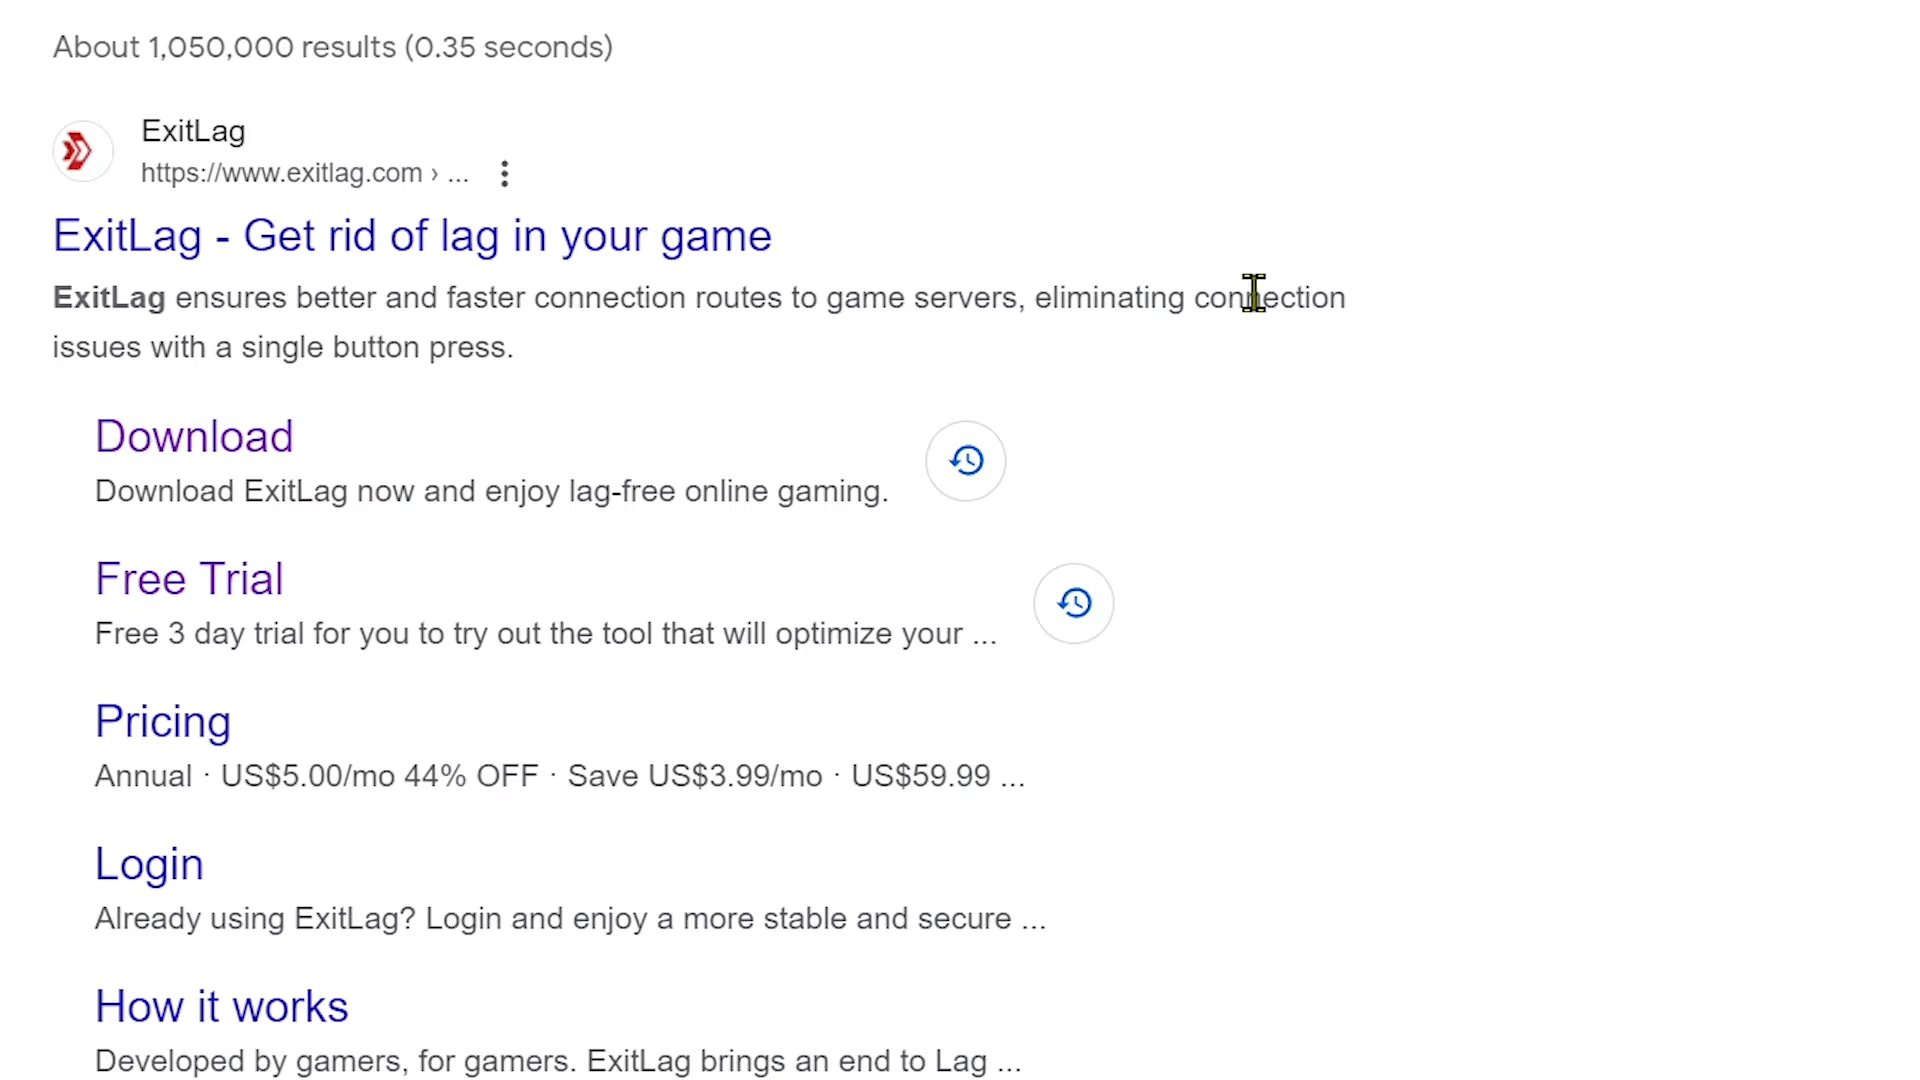 About 1,050,000 results (0.35 seconds)
ExitLag
https://www.exitlag.com › ...
ExitLag - Get rid of lag in your game
ExitLag ensures better and faster connection routes to game servers, eliminating connection
issues with a single button press.
Download
Download ExitLag now and enjoy lag-free online gaming.
Free Trial
Free 3 day trial for you to try out the tool that will optimize your ...
Pricing
Annual · US$5.00/mo 44% OFF · Save US$3.99/mo · US$59.99 ...
Login
Already using ExitLag? Login and enjoy a more stable and secure ...
How it works
Developed by gamers, for gamers. ExitLag brings an end to Lag ...